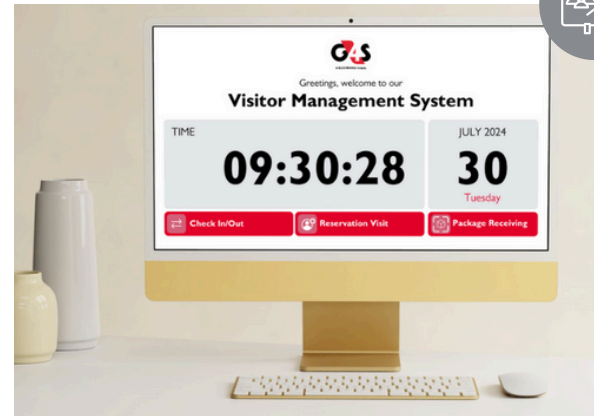 G4S
Greetings, welcome to our
Visitor Management System
TIME
09:30:28
JULY 2024
30
Tuesday
Check In/Out
Reservation Visit
Package Receiving